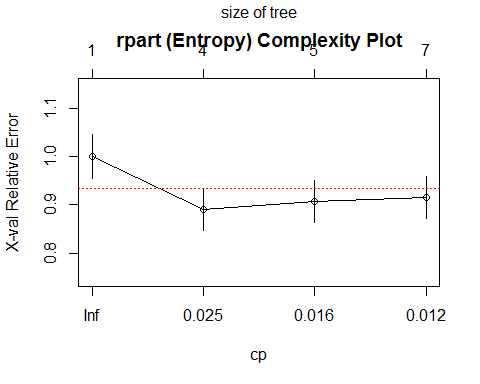 size of tree
rpart (Entropy) Complexity Plot
1 4 5 7
X-val Relative Error
1.1
1.0
0.9
0.8
Inf 0.025 0.016 0.012
cp